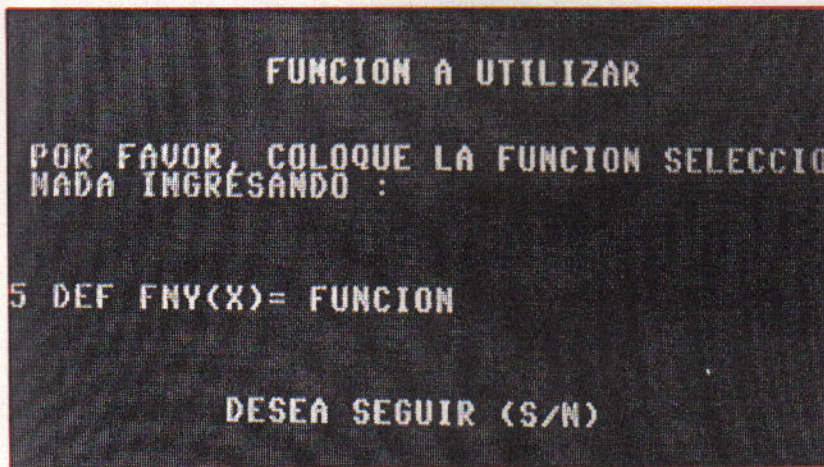 FUNCION A UTILIZAR
POR FAVOR, COLOQUE LA FUNCION SELECCIO
NADA INGRESANDO :
5 DEF FNY(X)= FUNCION
DESEA SEGUIR (S/N)